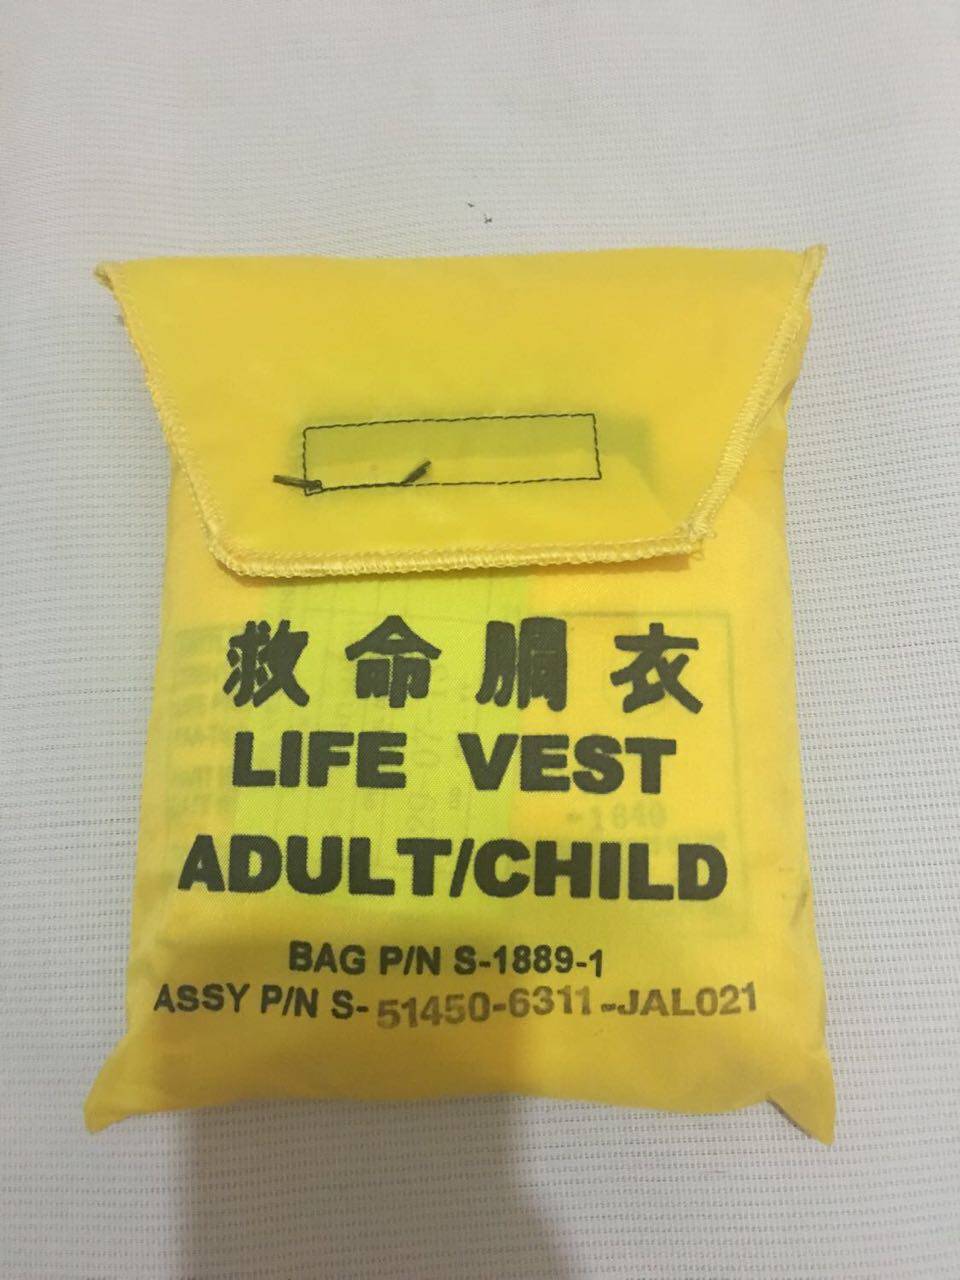 救命胴衣
LIFE VEST
ADULT/CHILD
BAG P/N S-1889-1
ASSY P/N S-51450-6311-JAL021